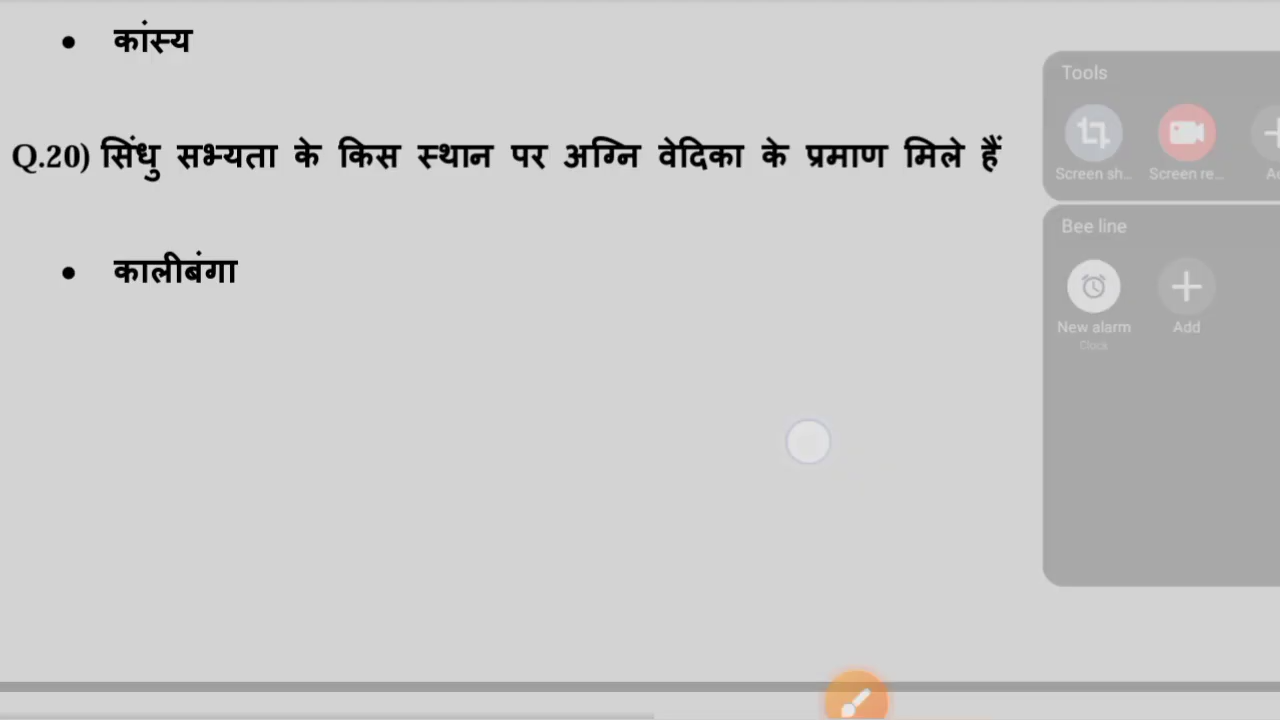 • कांस्य
Q.20) सिंधु सभ्यता के किस स्थान पर अग्नि वेदिका के प्रमाण मिले हैं
• कालीबंगा
Tools
Screen sh... Screen re...
Bee line
New alarm Add
Clock